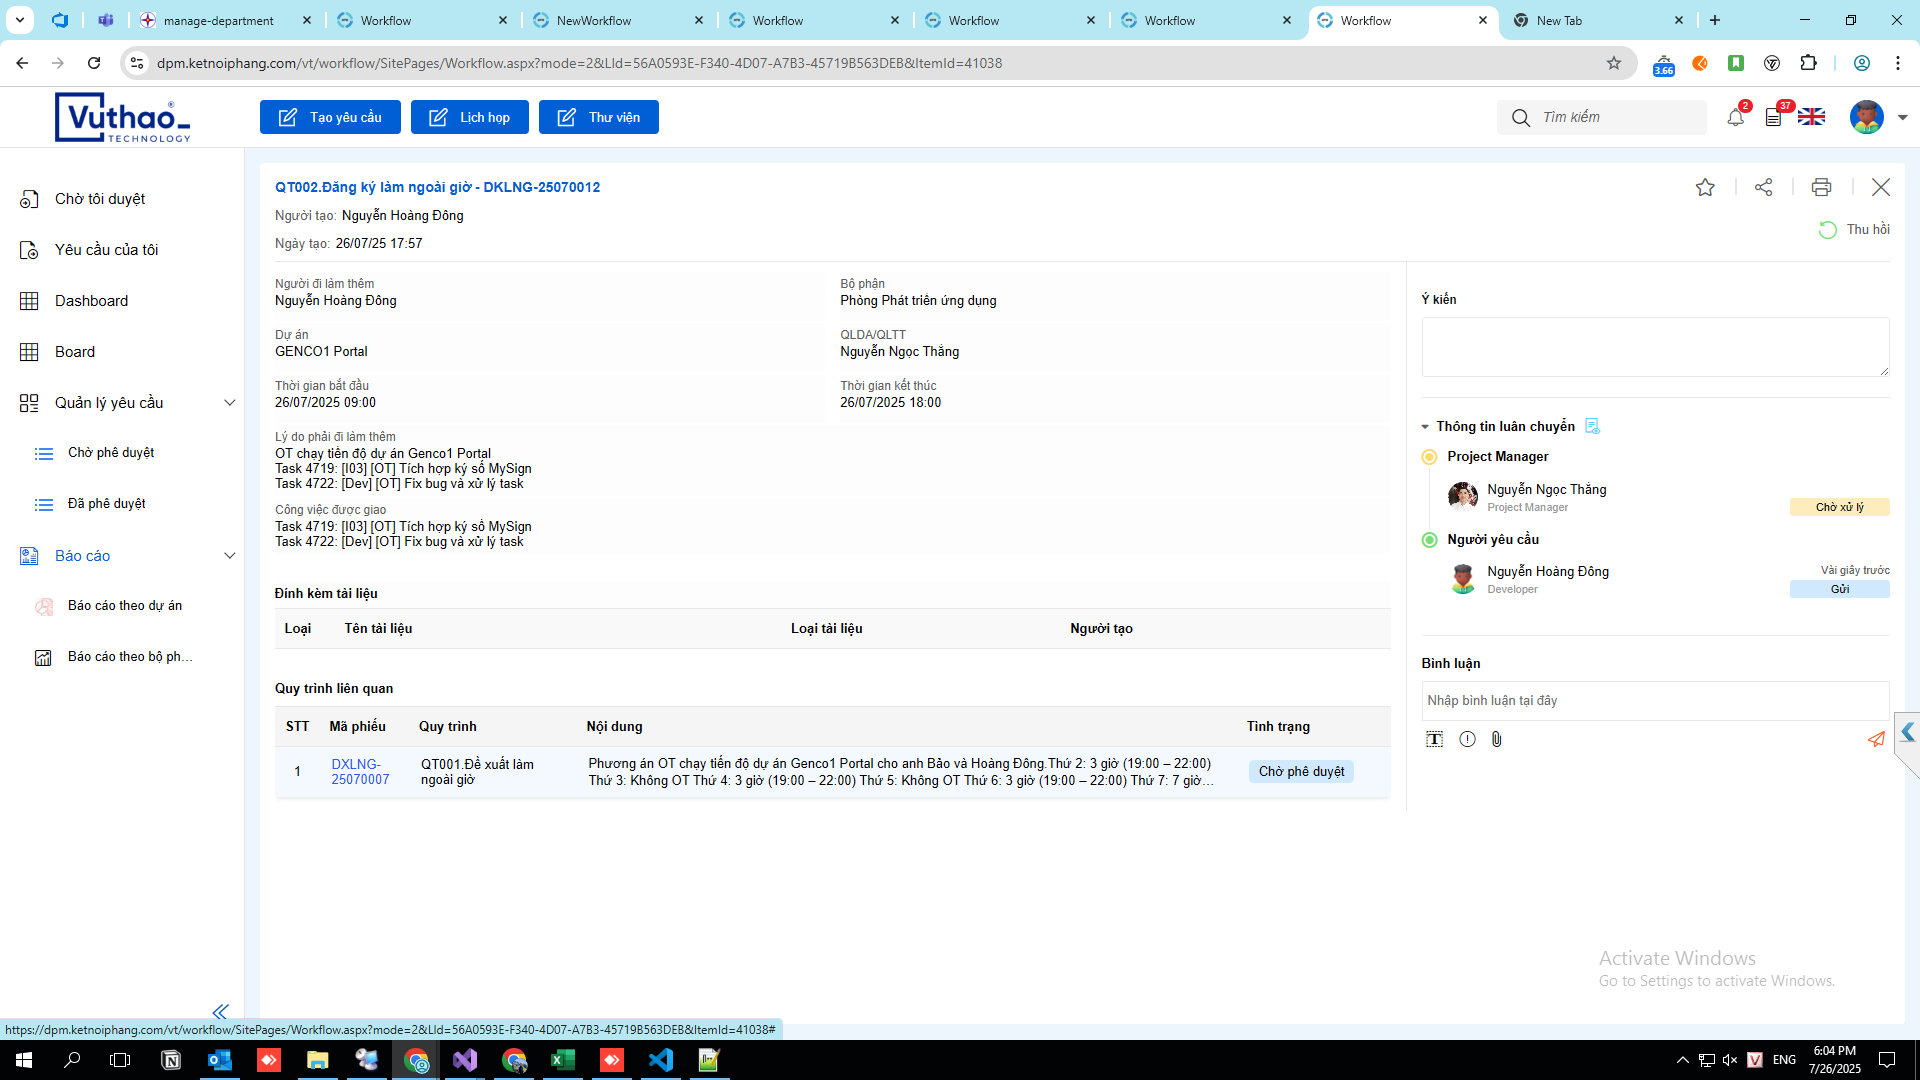 manage-department
Workflow
NewWorkflow
Workflow
Workflow
Workflow
Workflow
New Tab
dpm.ketnoiphang.com/vt/workflow/SitePages/Workflow.aspx?mode=2&LId=56A0593E-F340-4D07-A7B3-45719B563DEB&ItemId=41038
3.66
Vuthao®
TECHNOLOGY
Tạo yêu cầu
Lịch họp
Thư viện
Tìm kiếm
2
37
Chờ tôi duyệt
Yêu cầu của tôi
Dashboard
Board
Quản lý yêu cầu
Chờ phê duyệt
Đã phê duyệt
Báo cáo
Báo cáo theo dự án
Báo cáo theo bộ ph...
QT002.Đăng ký làm ngoài giờ - DKLNG-25070012
Người tạo: Nguyễn Hoàng Đông
Ngày tạo: 26/07/25 17:57
Thu hồi
Người đi làm thêm
Nguyễn Hoàng Đông
Bộ phận
Phòng Phát triển ứng dụng
Dự án
GENCO1 Portal
QLDA/QLTT
Nguyễn Ngọc Thắng
Thời gian bắt đầu
26/07/2025 09:00
Thời gian kết thúc
26/07/2025 18:00
Lý do phải đi làm thêm
OT chạy tiến độ dự án Genco1 Portal
Task 4719: [I03] [OT] Tích hợp ký số MySign
Task 4722: [Dev] [OT] Fix bug và xử lý task
Công việc được giao
Task 4719: [I03] [OT] Tích hợp ký số MySign
Task 4722: [Dev] [OT] Fix bug và xử lý task
Đính kèm tài liệu
Loại Tên tài liệu Loại tài liệu Người tạo
Quy trình liên quan
STT Mã phiếu Quy trình Nội dung Tình trạng
1
DXLNG-
25070007
QT001.Đề xuất làm
ngoài giờ
Phương án OT chạy tiến độ dự án Genco1 Portal cho anh Bảo và Hoàng Đông.Thứ 2: 3 giờ (19:00 – 22:00)
Thứ 3: Không OT Thứ 4: 3 giờ (19:00 – 22:00) Thứ 5: Không OT Thứ 6: 3 giờ (19:00 – 22:00) Thứ 7: 7 giờ...
Chờ phê duyệt
Ý kiến
Thông tin luân chuyển
Project Manager
Nguyễn Ngọc Thắng
Project Manager
Chờ xử lý
Người yêu cầu
Nguyễn Hoàng Đông
Developer
Vài giây trước
Gửi
Bình luận
Nhập bình luận tại đây
Activate Windows
Go to Settings to activate Windows.
https://dpm.ketnoiphang.com/vt/workflow/SitePages/Workflow.aspx?mode=2&LId=56A0593E-F340-4D07-A7B3-45719B563DEB&ItemId=41038#
ENG
6:04 PM
7/26/2025